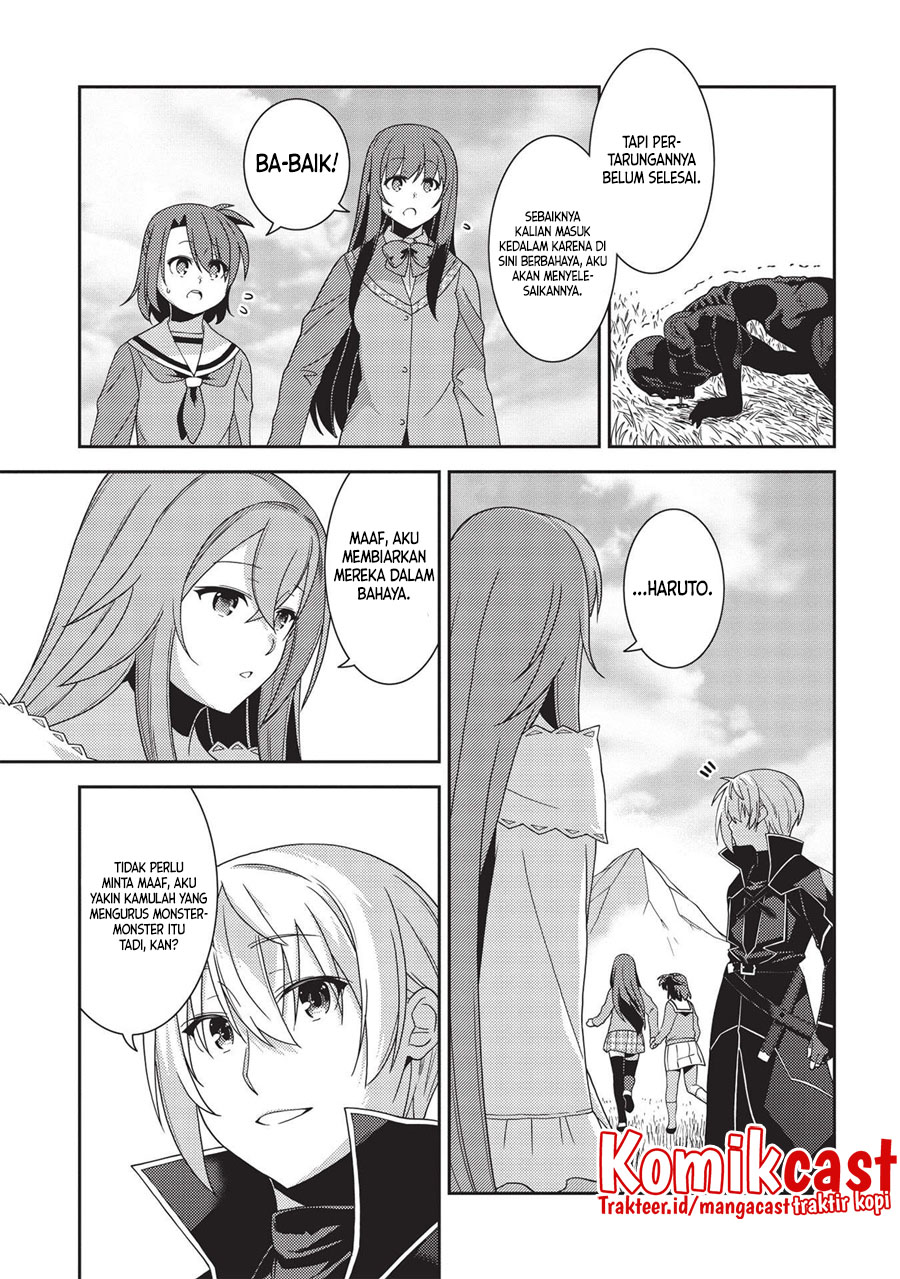 TAPI PER-
TARUNGANNYA
BELUM SELESAI.
SEBAIKNYA
KALIAN MASUK
KEDALAM KARENA DI
SINI BERBAHAYA, AKU
AKAN MENYELE-
SAIKANNYA.
BA-BAIK!
...HARUTO.
MAAF, AKU
MEMBIARKAN
MEREKA DALAM
BAHAYA.
TIDAK PERLU
MINTA MAAF, AKU
YAKIN KAMULAH YANG
MENGURUS MONSTER-
MONSTER ITU
TADI, KAN?
Komikcast
Trakteer.id/mangacast traktir kopi